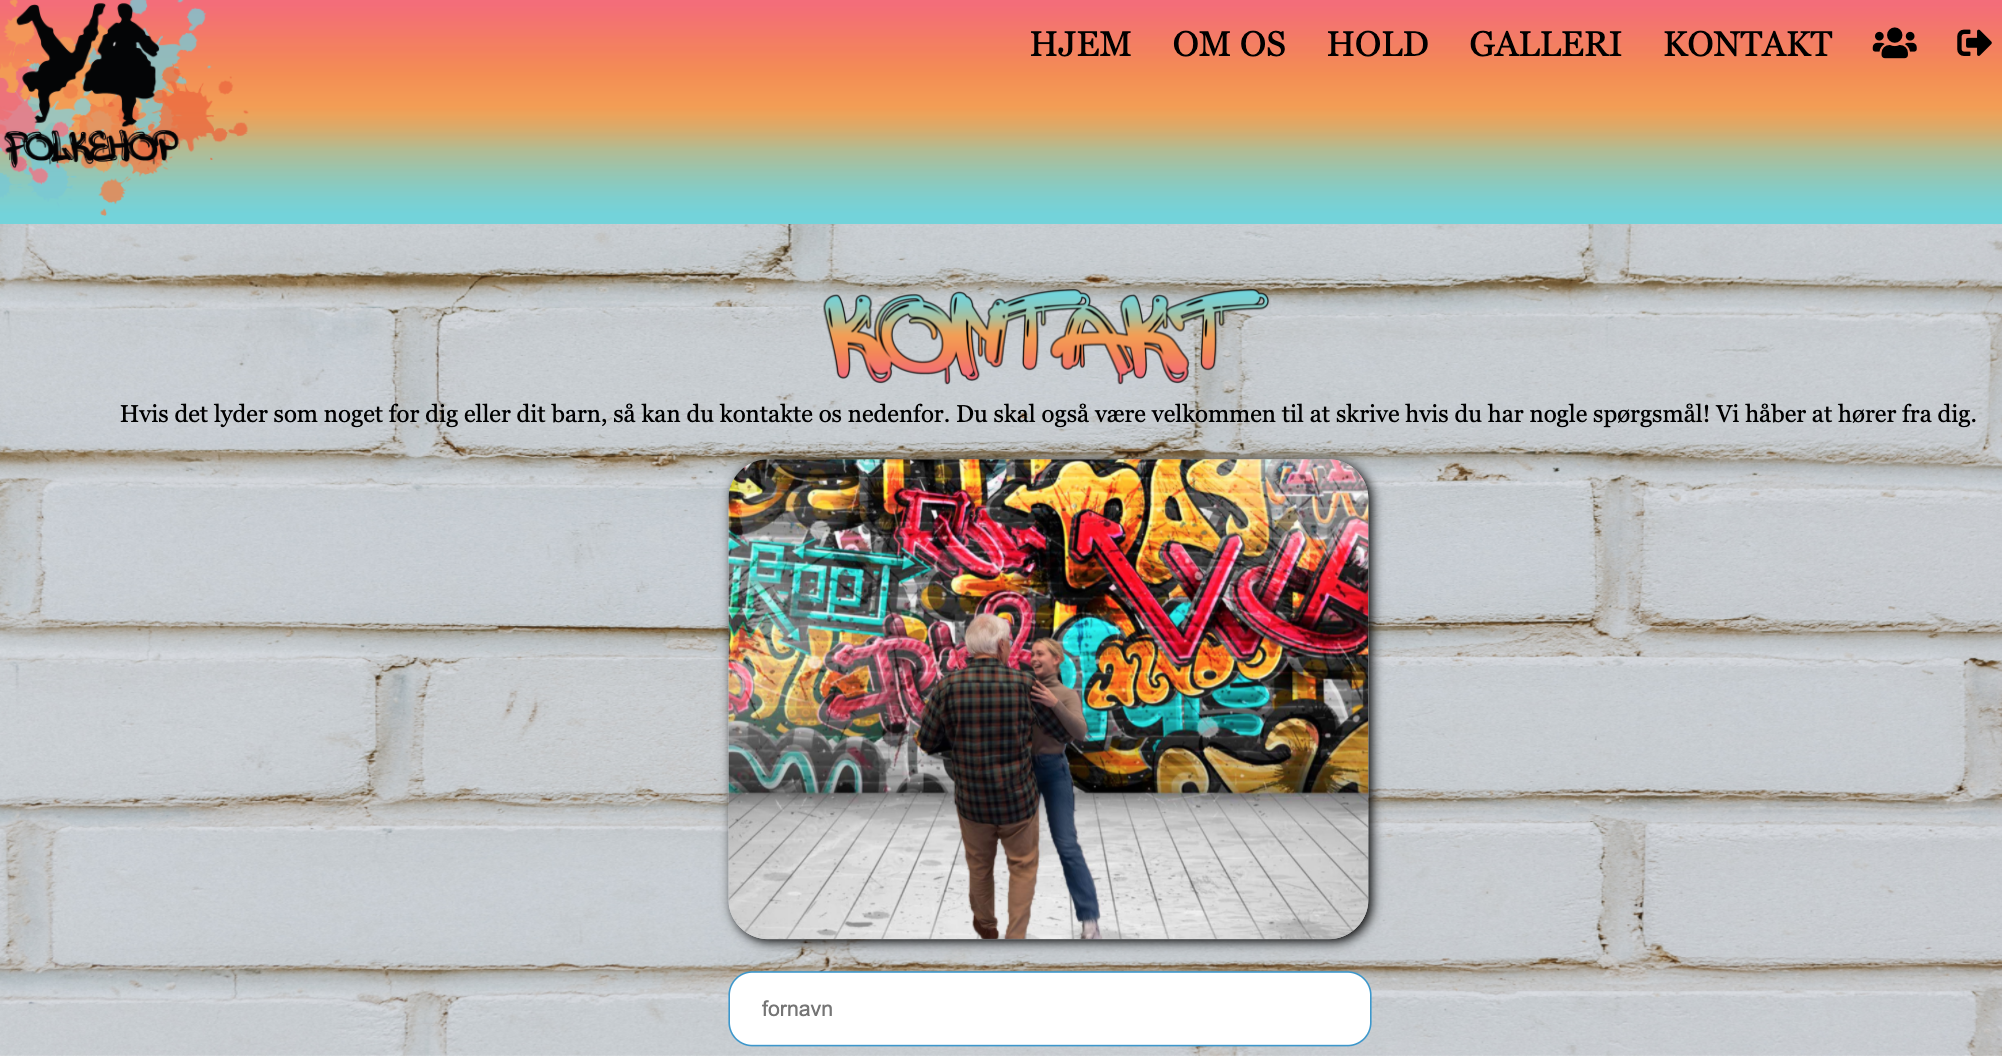 HJEM OM OS HOLD GALLERI KONTAKT
FOLKEHOP
KONTAKT
Hvis det lyder som noget for dig eller dit barn, så kan du kontakte os nedenfor. Du skal også være velkommen til at skrive hvis du har nogle spørgsmål! Vi håber at hører fra dig.
fornavn